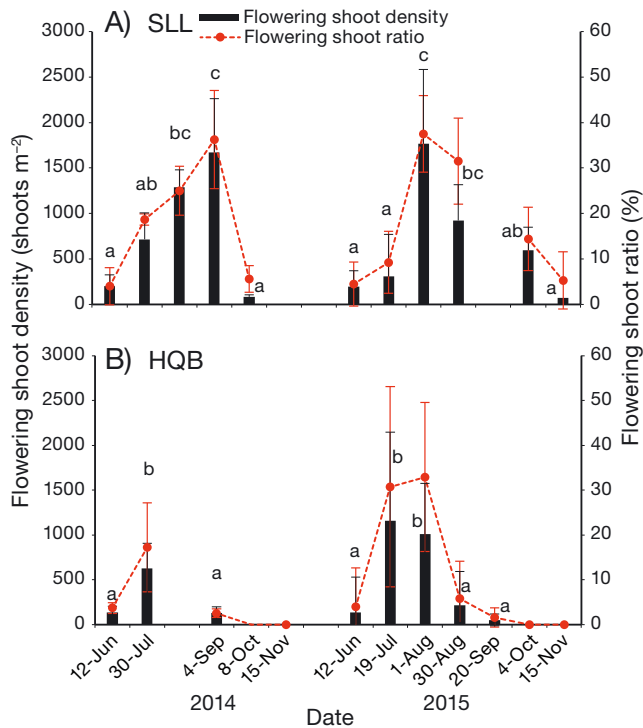 A) SLL
Flowering shoot density
Flowering shoot ratio
3000
2500
2000
1500
1000
500
0
60
50
40
30
20
10
0
a
ab
bc
c
a
a
a
c
bc
ab
a
B) HQB
3000
2500
2000
1500
1000
500
0
60
50
40
30
20
10
0
a
b
a
a
b
b
a
a
Flowering shoot density (shoots m⁻²)
Flowering shoot ratio (%)
12-Jun
30-Jul
4-Sep
8-Oct
15-Nov
12-Jun
19-Jul
1-Aug
30-Aug
20-Sep
4-Oct
15-Nov
2014
2015
Date